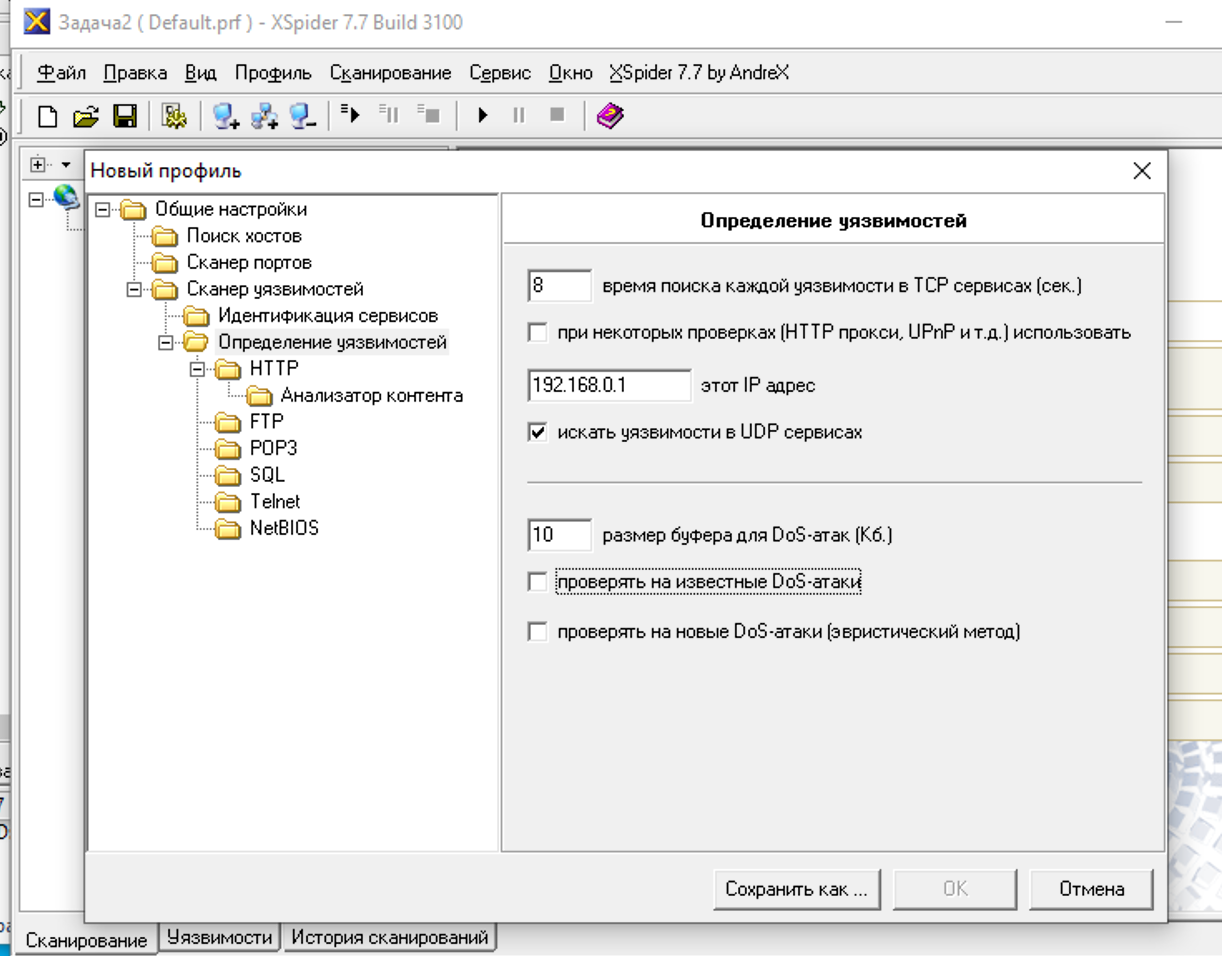 Задача2 ( Default.prf ) - XSpider 7.7 Build 3100
Файл Правка Вид Профиль Сканирование Сервис Окно XSpider 7.7 by AndreX
Новый профиль
Общие настройки
Поиск хостов
Сканер портов
Сканер уязвимостей
Идентификация сервисов
Определение уязвимостей
HTTP
Анализатор контента
FTP
POP3
SQL
Telnet
NetBIOS
Определение уязвимостей
8 время поиска каждой уязвимости в TCP сервисах (сек.)
при некоторых проверках (HTTP прокси, UPnP и т.д.) использовать
192.168.0.1 этот IP адрес
искать уязвимости в UDP сервисах
10 размер буфера для DoS-атак (Кб.)
проверять на известные DoS-атаки
проверять на новые DoS-атаки (эвристический метод)
Сохранить как ... OK Отмена
Сканирование Уязвимости История сканирований